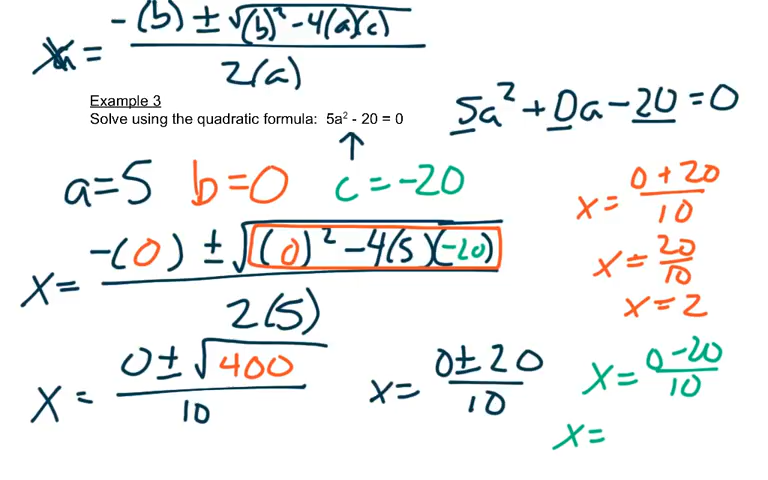 x = -(b) ± √(b)² - 4(a)(c) / 2(a)
Example 3
Solve using the quadratic formula: 5a² - 20 = 0
5a² + 0a - 20 = 0
a = 5 b = 0 c = -20
x = -(0) ± √(0)² - 4(5)(-20) / 2(5)
x = 0 ± √400 / 10
x = 0 ± 20 / 10
x = 0 + 20 / 10
x = 20 / 10
x = 2
x = 0 - 20 / 10
x =